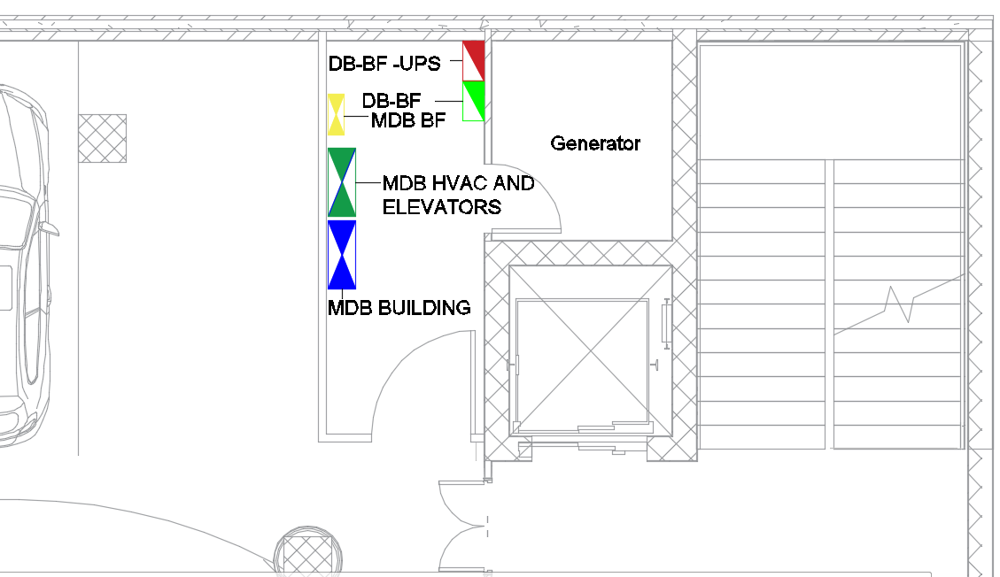 DB-BF -UPS
DB-BF
MDB BF
Generator
MDB HVAC AND
ELEVATORS
MDB BUILDING